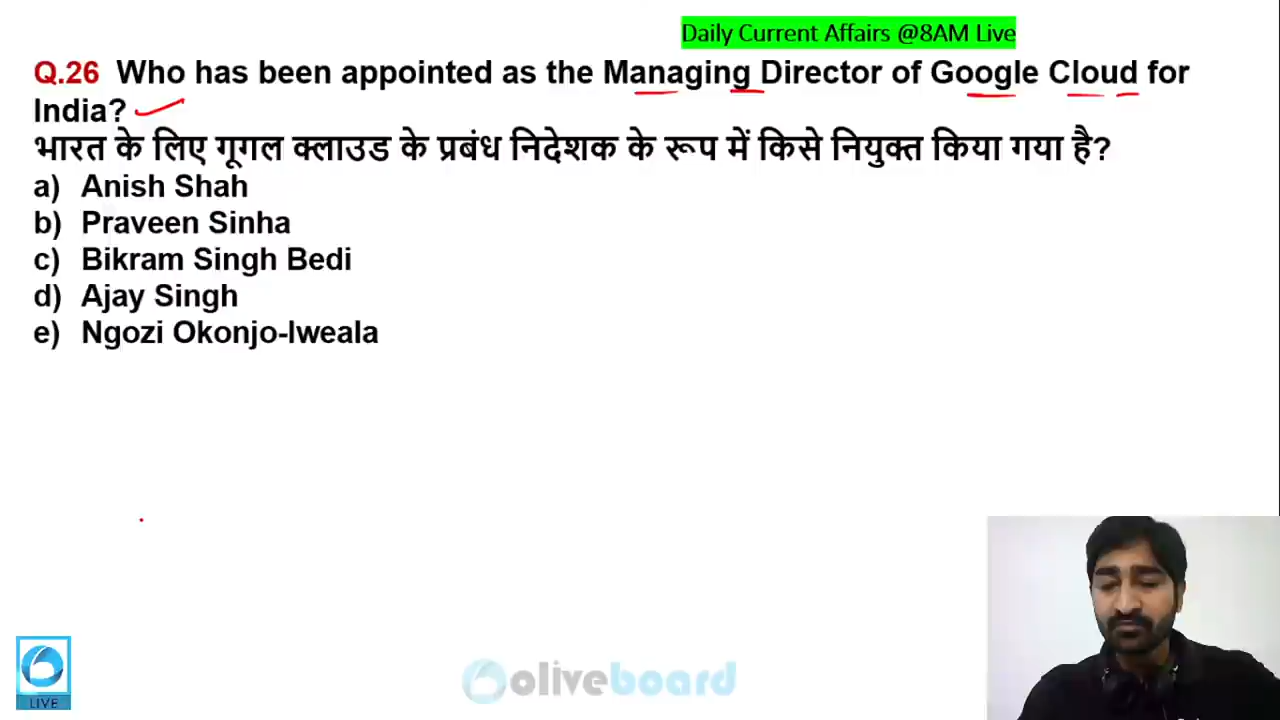 Daily Current Affairs @8AM Live
Q.26 Who has been appointed as the Managing Director of Google Cloud for
India?
भारत के लिए गूगल क्लाउड के प्रबंध निदेशक के रूप में किसे नियुक्त किया गया है?
a) Anish Shah
b) Praveen Sinha
c) Bikram Singh Bedi
d) Ajay Singh
e) Ngozi Okonjo-Iweala
LIVE
oliveboard